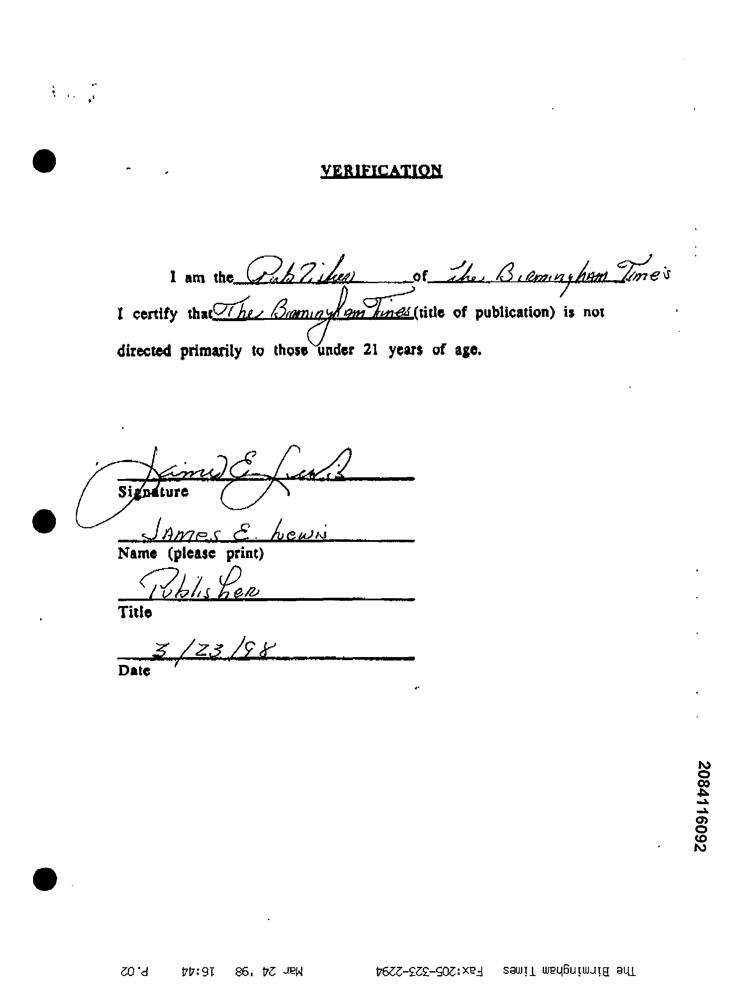 VERIFICATION
I am the Publisher of The Birmingham Times
I certify that The Birmingham Times (title of publication) is not
directed primarily to those under 21 years of age.
James E. Lewis
Signature
JAMES E. Lewis
Name (please print)
Publisher
Title
3/23/98
Date
2084116092
The Birmingham Times Fax:205-323-2294 Mar 24 '98 16:44 P.02